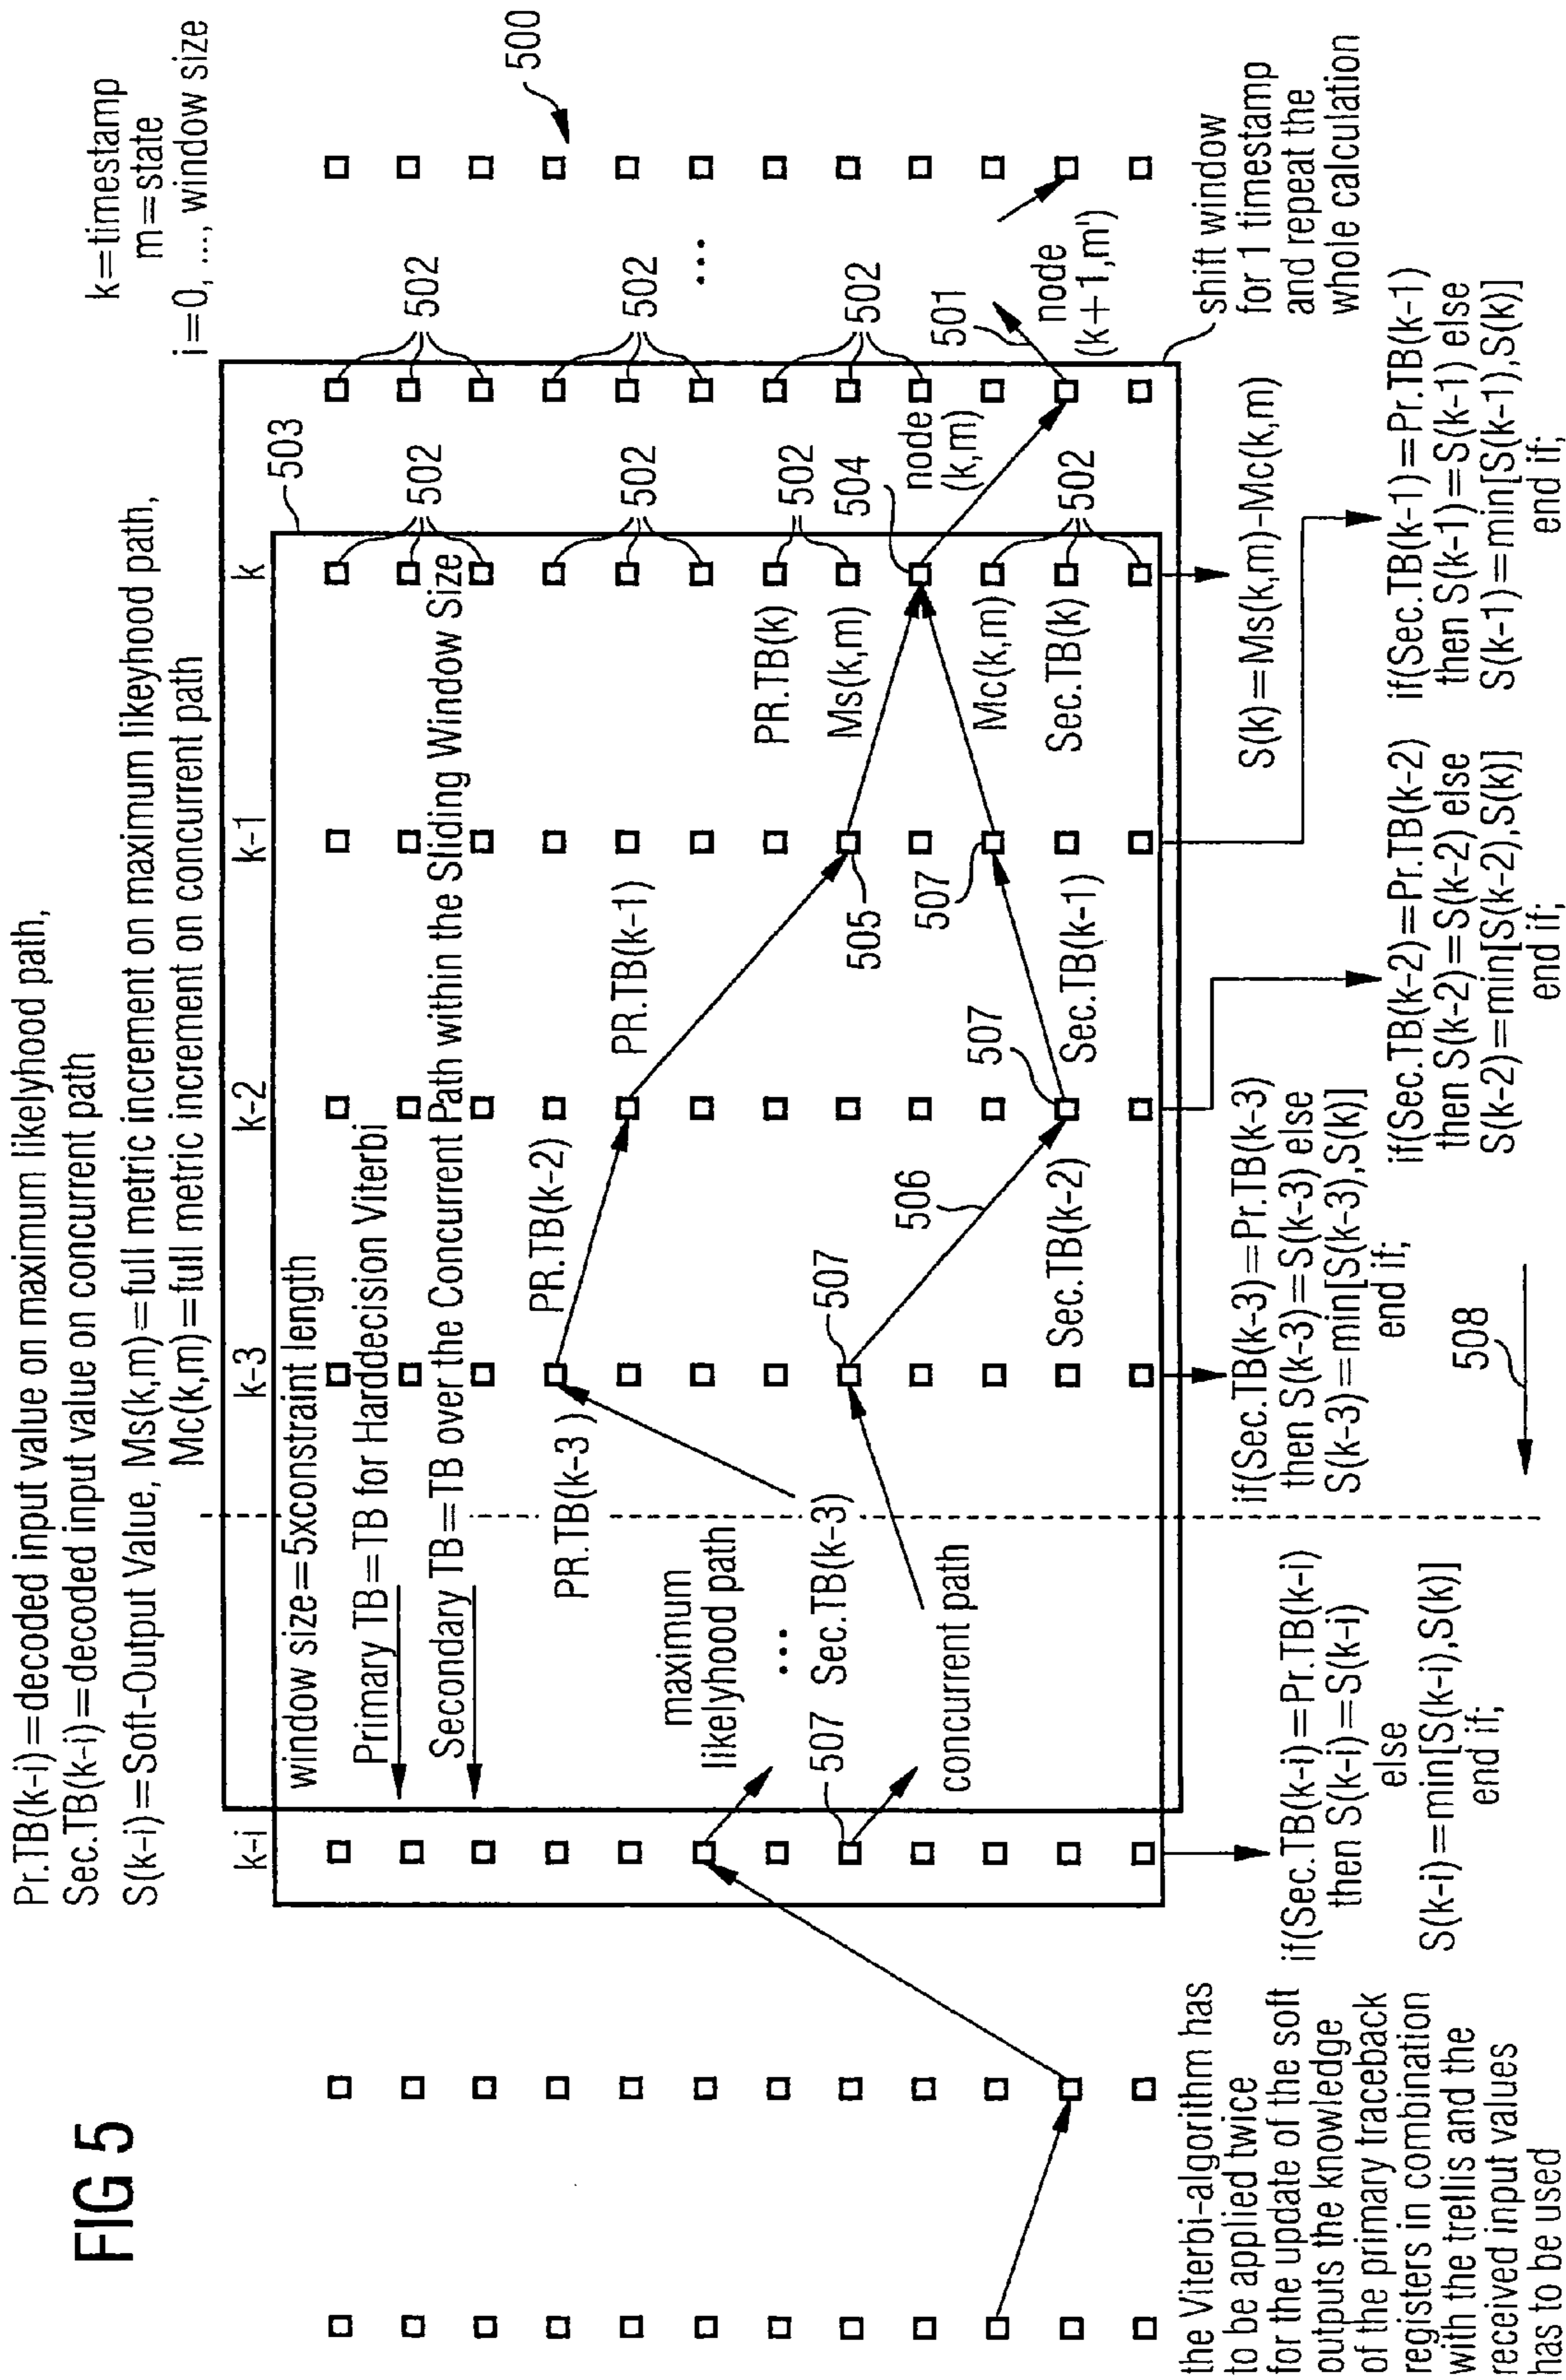 FIG 5
Pr.TB(k-i)=decoded input value on maximum likelyhood path,
Sec.TB(k-i)=decoded input value on concurrent path
S(k-i)=Soft-Output Value, Ms(k,m)=full metric increment on maximum likeyhood path,
Mc(k,m)=full metric increment on concurrent path
k=timestamp
m=state
i=0, ..., window size
500
k-i
k-3
k-2
k-1
k
503
502
502
502
502
502
502
502
window size=5xconstraint length
Primary TB=TB for Harddecision Viterbi
Secondary TB=TB over the Concurrent Path within the Sliding Window Size
PR.TB(k-3)
PR.TB(k-2)
PR.TB(k-1)
PR.TB(k)
Ms(k,m)
504
node
(k,m)
501
node
(k+1,m')
...
maximum
likelyhood path
...
507
Sec.TB(k-3)
concurrent path
507
506
Sec.TB(k-2)
507
Sec.TB(k-1)
505
507
Mc(k,m)
Sec.TB(k)
shift window
for 1 timestamp
and repeat the
whole calculation
the Viterbi-algorithm has
to be applied twice
for the update of the soft
outputs the knowledge
of the primary traceback
registers in combination
with the trellis and the
received input values
has to be used
if(Sec.TB(k-i)=Pr.TB(k-i)
then S(k-i)=S(k-i)
else
S(k-i)=min[S(k-i),S(k)]
end if;
if(Sec.TB(k-3)=Pr.TB(k-3)
then S(k-3)=S(k-3) else
S(k-3)=min[S(k-3),S(k)]
end if;
508
if(Sec.TB(k-2)=Pr.TB(k-2)
then S(k-2)=S(k-2) else
S(k-2)=min[S(k-2),S(k)]
end if;
S(k)=Ms(k,m)-Mc(k,m)
if(Sec.TB(k-1)=Pr.TB(k-1)
then S(k-1)=S(k-1) else
S(k-1)=min[S(k-1),S(k)]
end if;